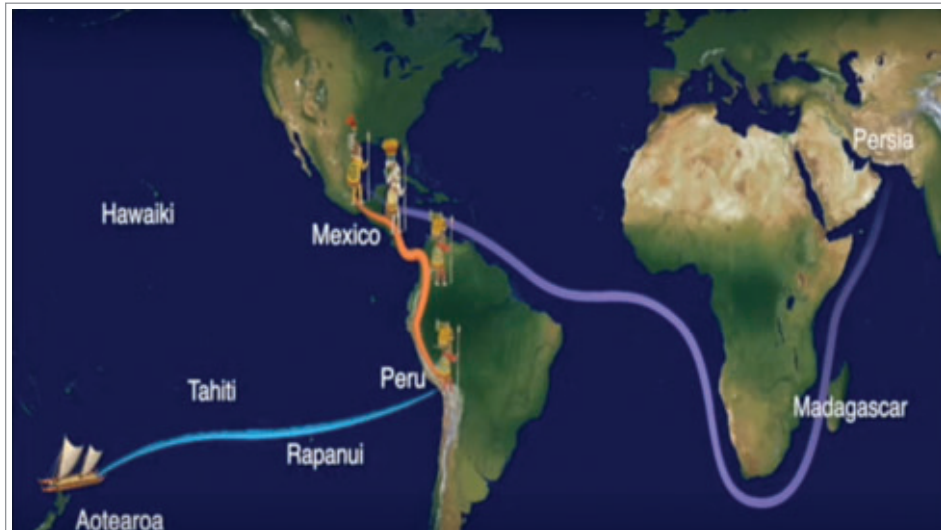 Persia
Hawaiki
Mexico
Peru
Tahiti
Madagascar
Rapanui
Aotearoa